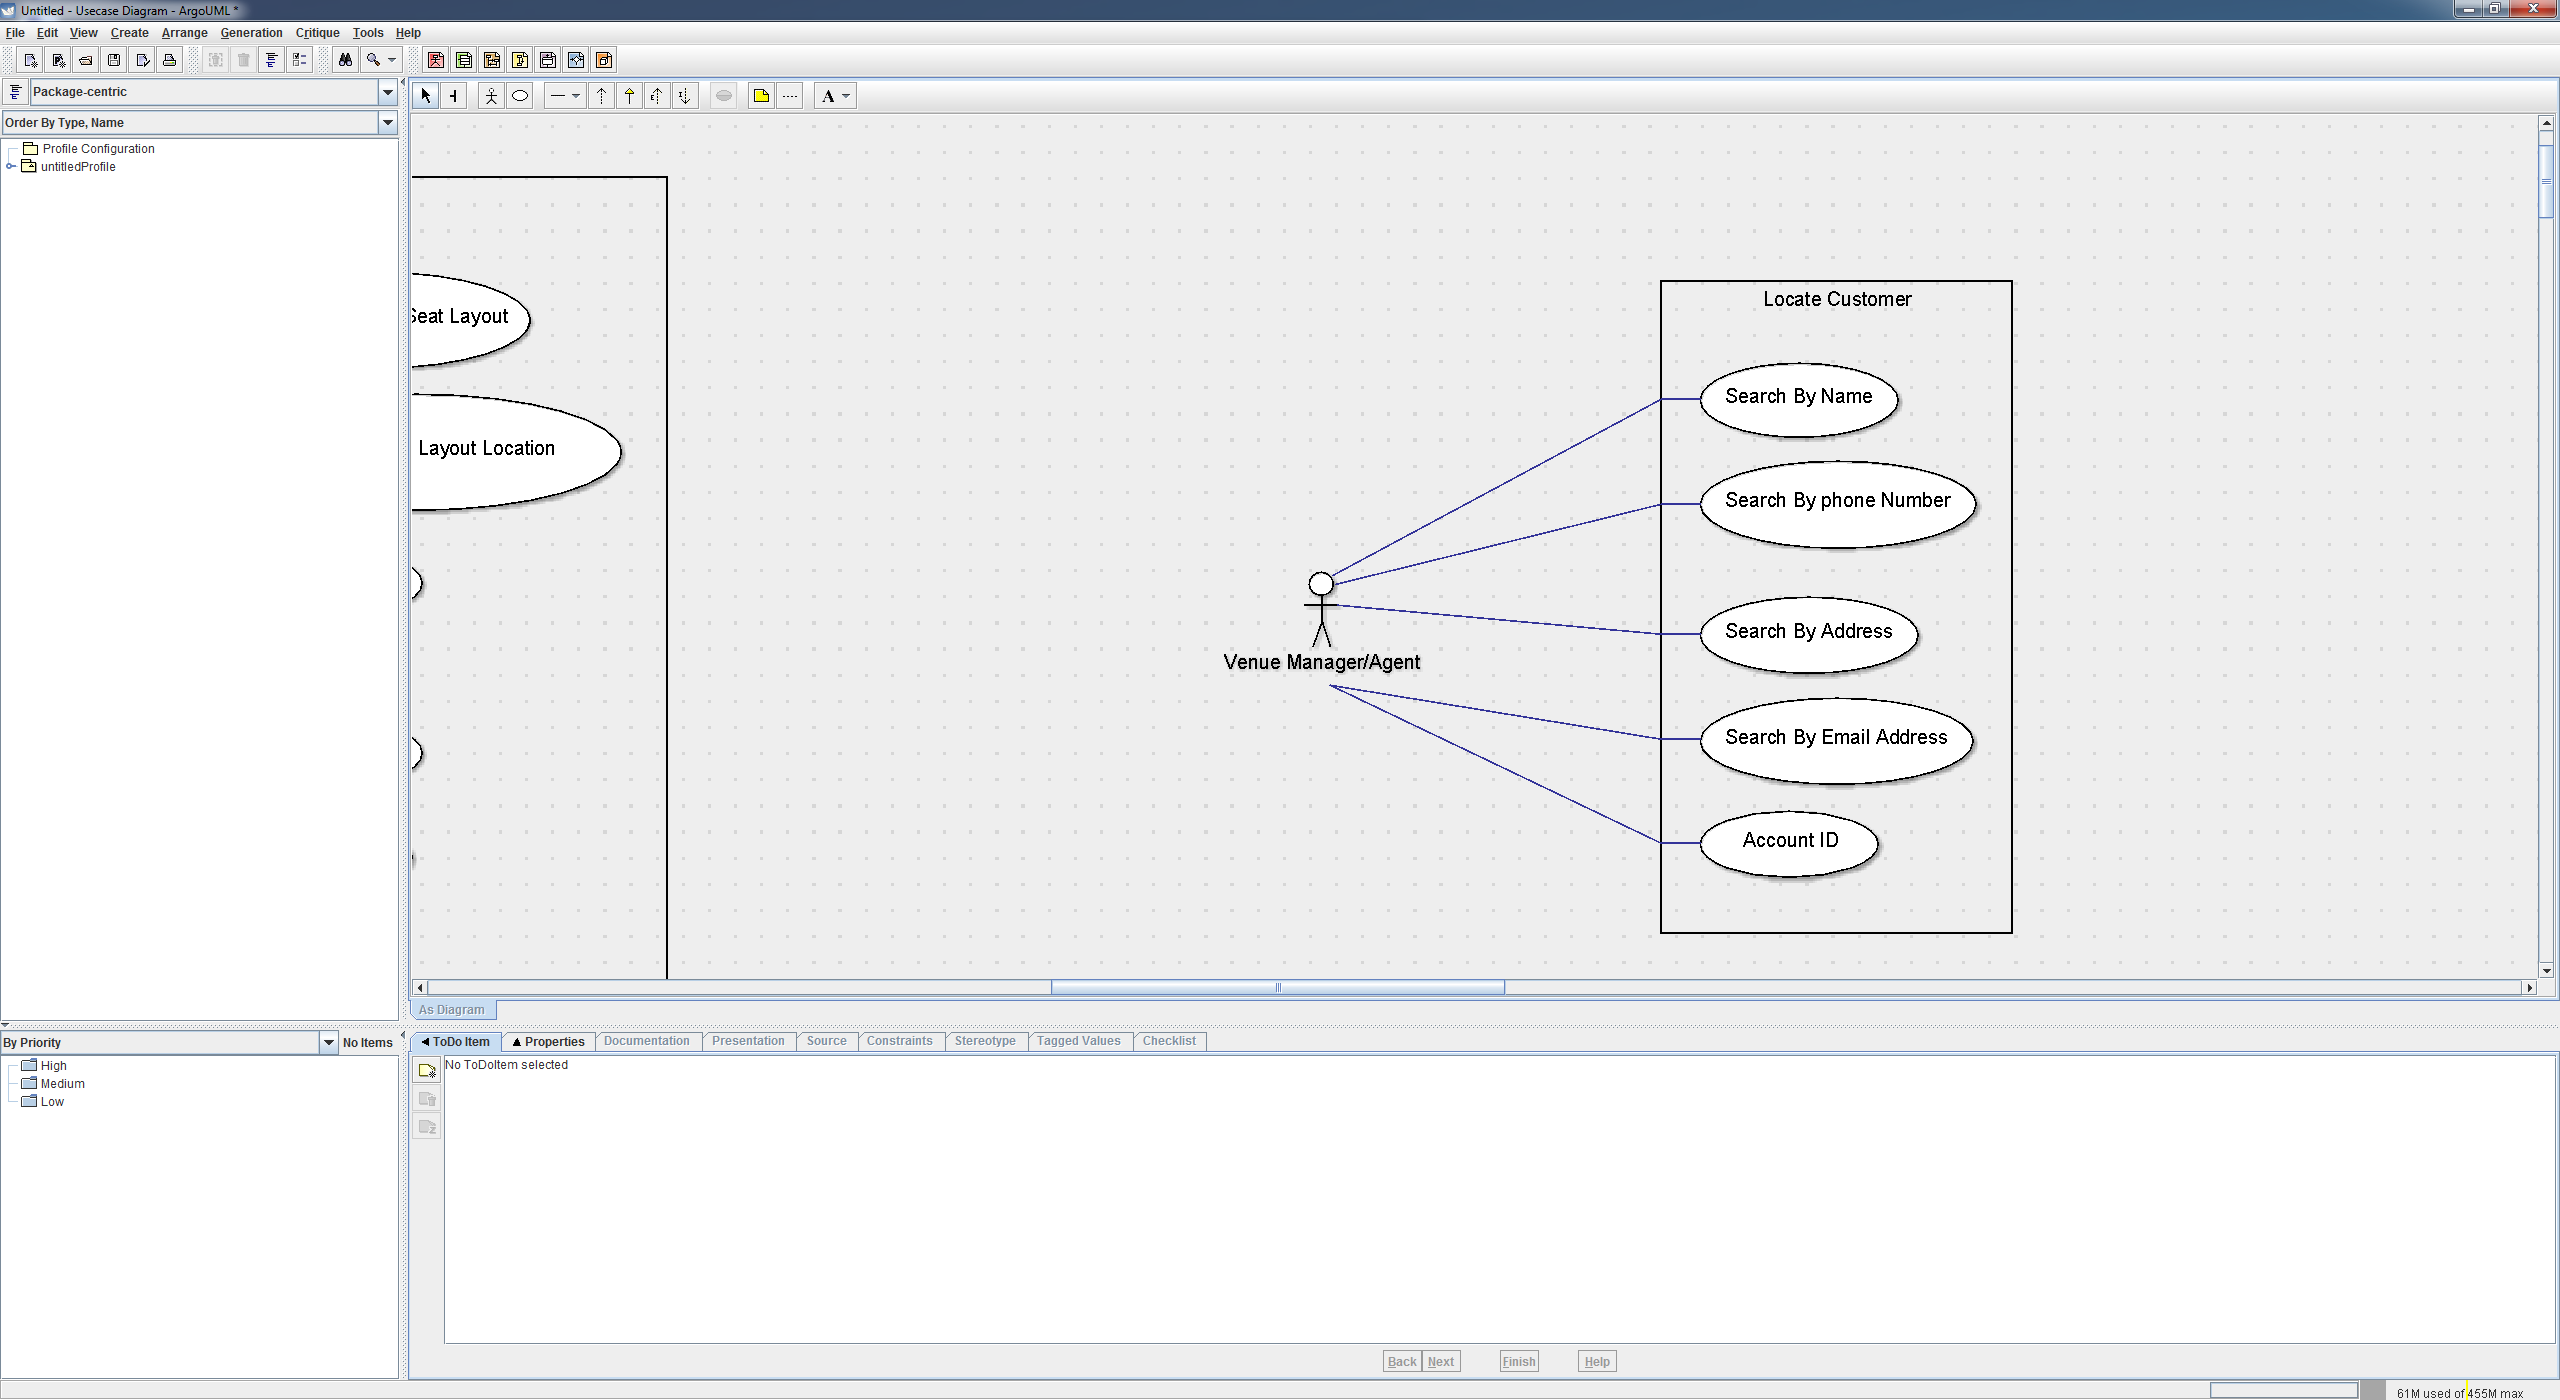 Untitled - Usecase Diagram - ArgoUML *
File Edit View Create Arrange Generation Critique Tools Help
Package-centric
Order By Type, Name
Profile Configuration
untitledProfile
A
Seat Layout
Layout Location
Venue Manager/Agent
Locate Customer
Search By Name
Search By phone Number
Search By Address
Search By Email Address
Account ID
As Diagram
By Priority
No Items
High
Medium
Low
ToDo Item Properties Documentation Presentation Source Constraints Stereotype Tagged Values Checklist
No ToDoItem selected
Back Next Finish Help
61M used of 455M max